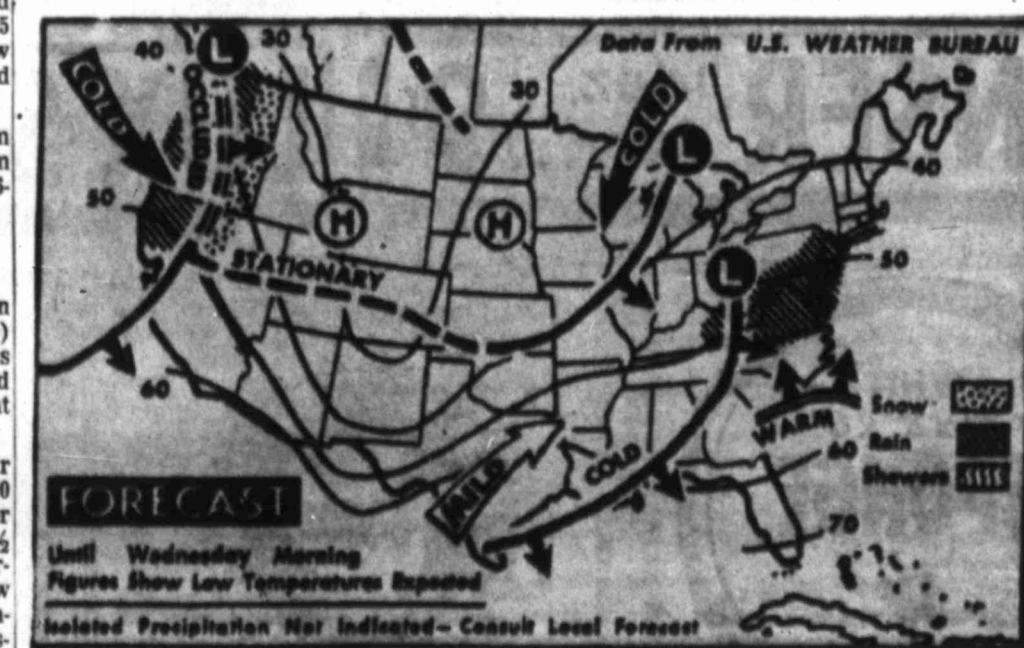 Data From U.S. WEATHER BUREAU
40
L
30
COLD
OCCLUDED
30
COLD
L
40
50
H
H
L
50
STATIONARY
60
Snow
WARM
Rain
60
Showers
COLD
MILD
70
FORECAST
Until Wednesday Morning
Figures Show Low Temperatures Expected
Isolated Precipitation Not Indicated— Consult Local Forecast